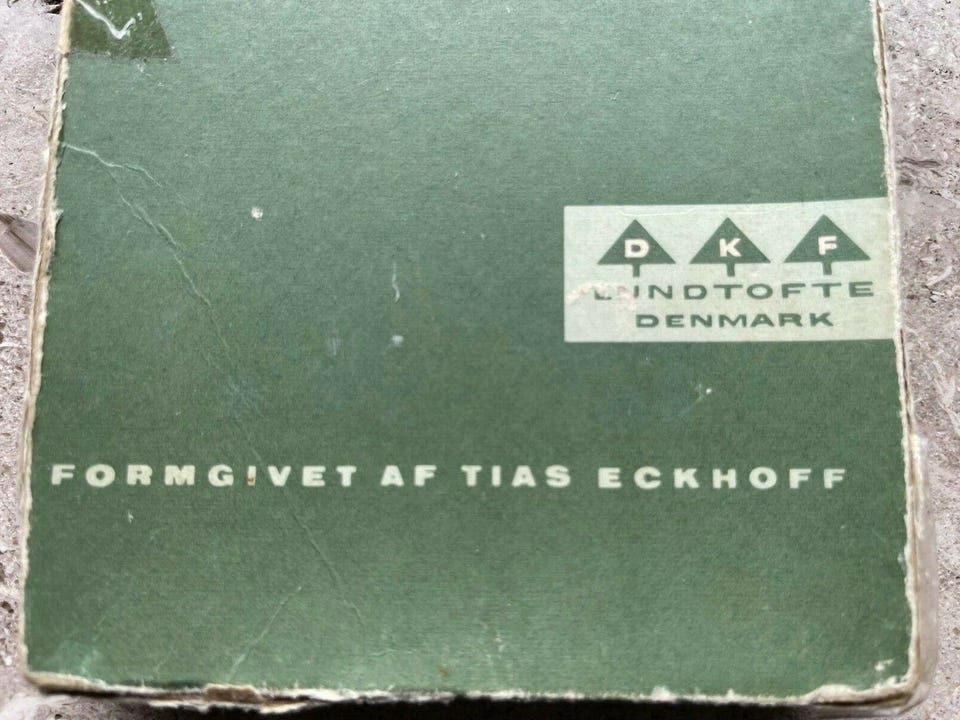 D K F
LUNDTOFTE
DENMARK
FORMGIVET AF TIAS ECKHOFF